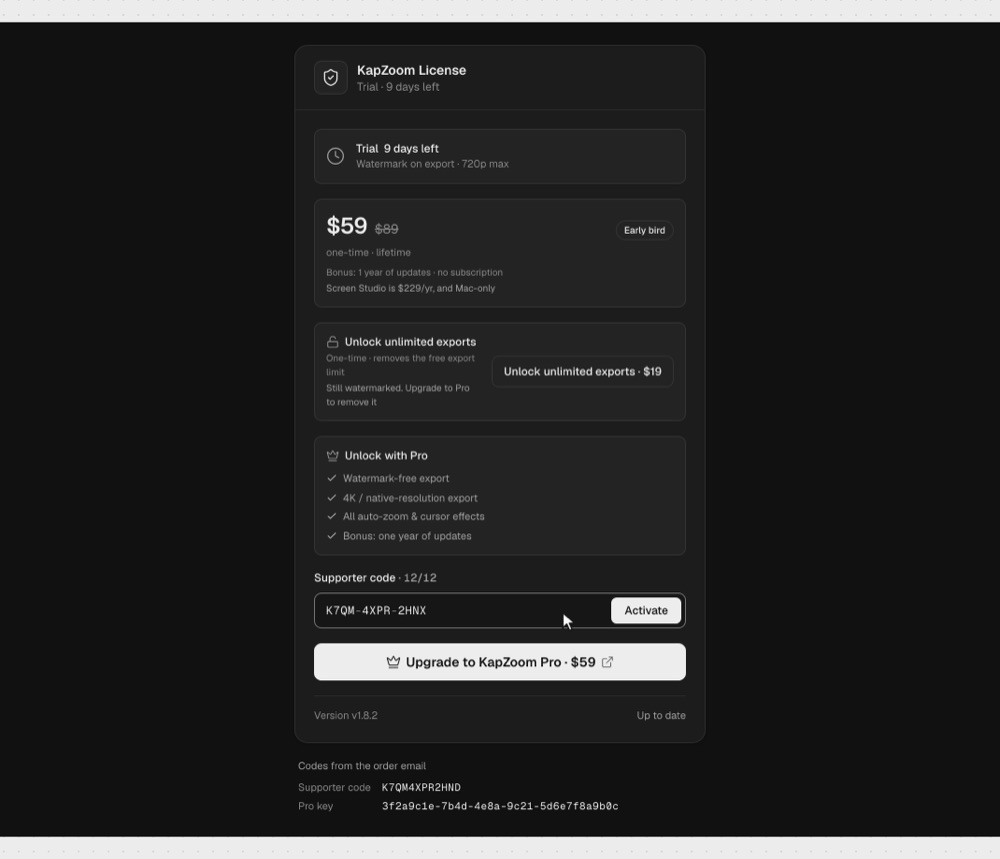 KapZoom License
Trial · 9 days left
Trial 9 days left
Watermark on export · 720p max
$59 $89 Early bird
one-time · lifetime
Bonus: 1 year of updates · no subscription
Screen Studio is $229/yr, and Mac-only
Unlock unlimited exports
One-time · removes the free export
limit
Still watermarked. Upgrade to Pro
to remove it
Unlock unlimited exports · $19
Unlock with Pro
Watermark-free export
4K / native-resolution export
All auto-zoom & cursor effects
Bonus: one year of updates
Supporter code · 12/12
K7QM-4XPR-2HNX Activate
Upgrade to KapZoom Pro · $59
Version v1.8.2 Up to date
Codes from the order email
Supporter code K7QM4XPR2HND
Pro key 3f2a9c1e-7b4d-4e8a-9c21-5d6e7f8a9b0c